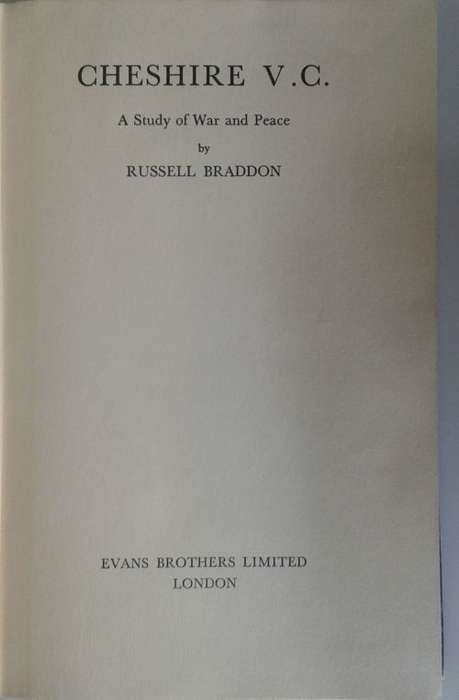 CHESHIRE V.C.
A Study of War and Peace
by
RUSSELL BRADDON
EVANS BROTHERS LIMITED
LONDON